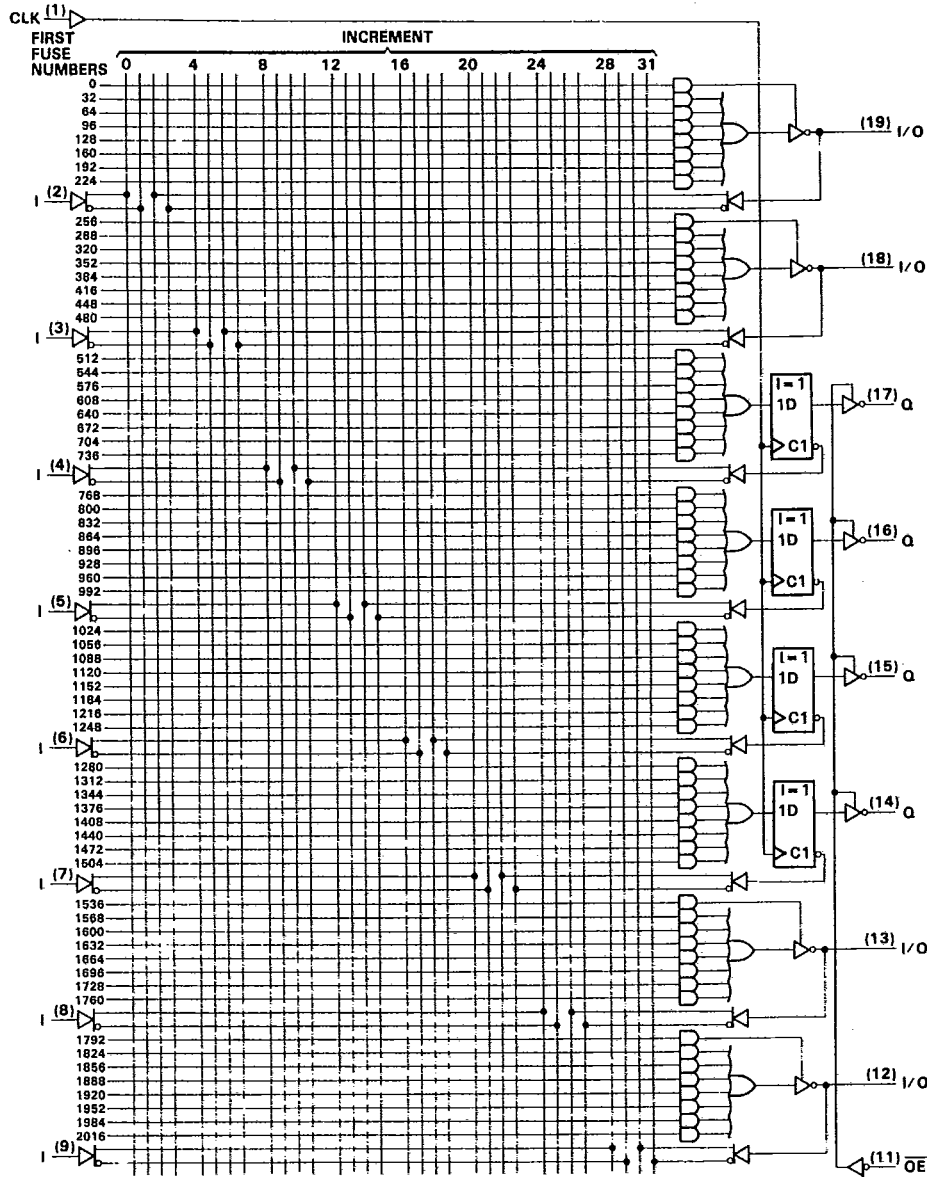 CLK (1)
FIRST FUSE NUMBERS
INCREMENT
0 4 8 12 16 20 24 28 31
0
32
64
96
128
160
192
224
(19) I/O
I (2)
256
288
320
352
384
416
448
480
(18) I/O
I (3)
512
544
576
608
640
672
704
736
I = 1
1D
C1
(17) Q
I (4)
768
800
832
864
896
928
960
992
I = 1
1D
C1
(16) Q
I (5)
1024
1056
1088
1120
1152
1184
1216
1248
I = 1
1D
C1
(15) Q
I (6)
1280
1312
1344
1376
1408
1440
1472
1504
I = 1
1D
C1
(14) Q
I (7)
1536
1568
1600
1632
1664
1696
1728
1760
(13) I/O
I (8)
1792
1824
1856
1888
1920
1952
1984
2016
(12) I/O
I (9)
(11) OE